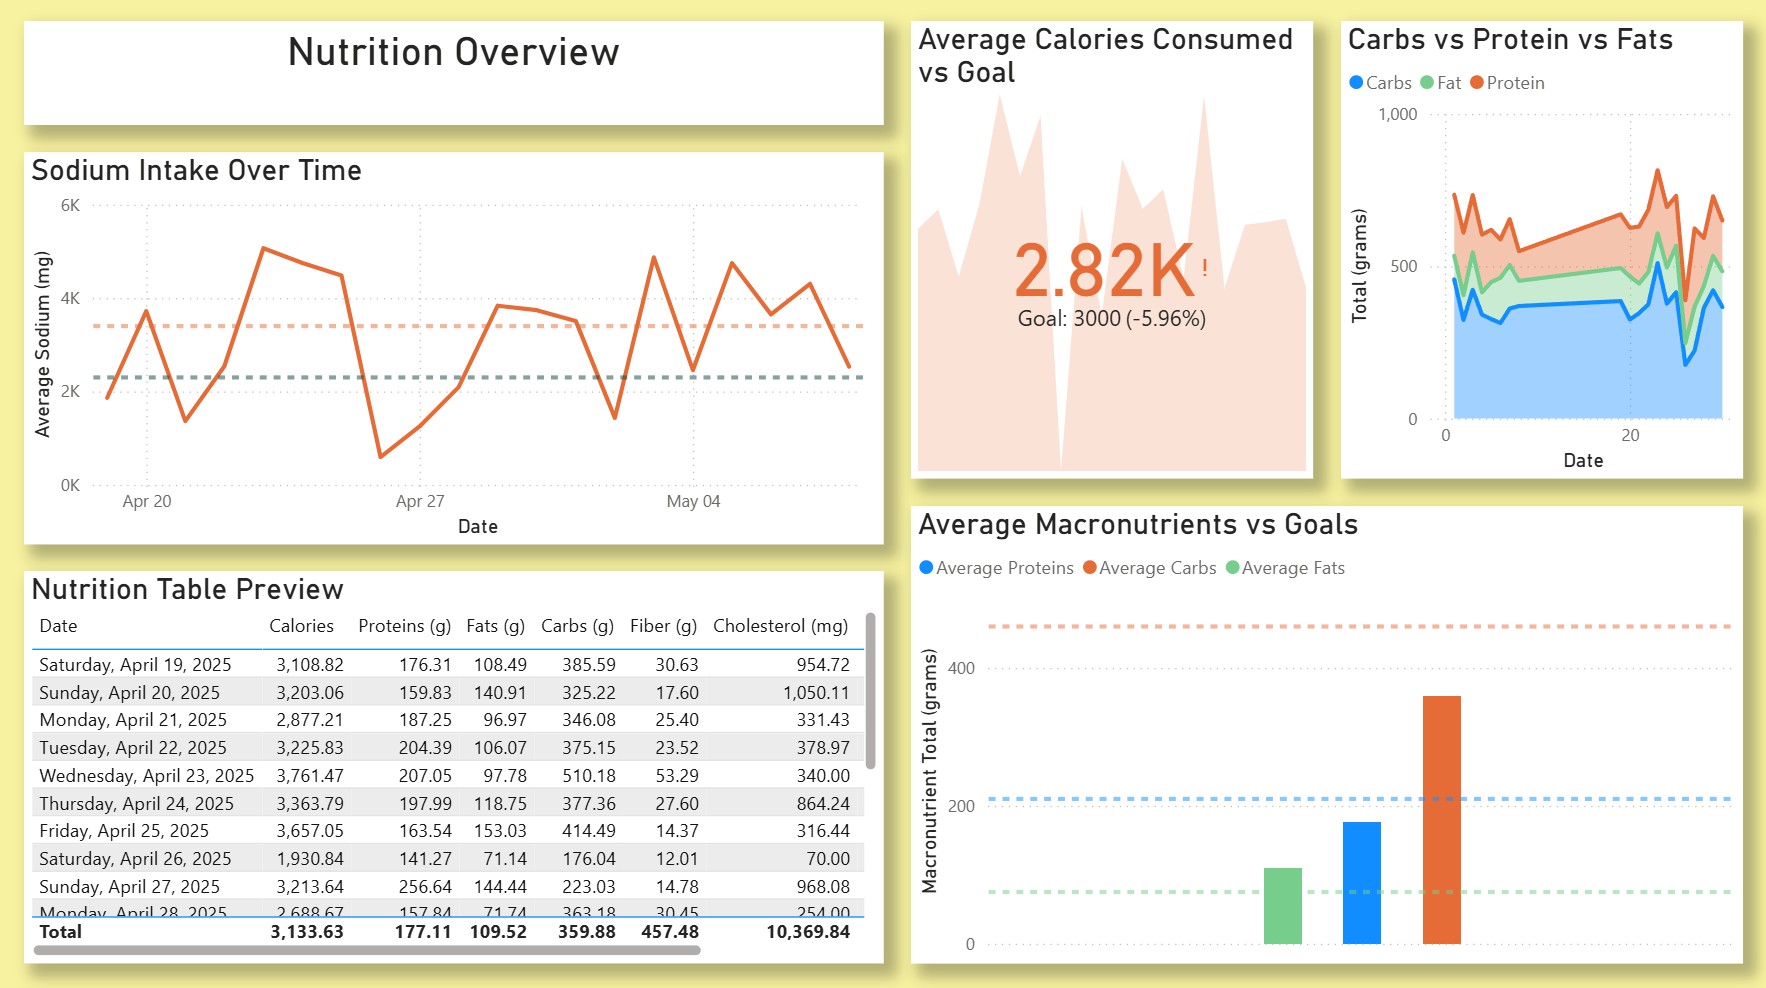 Nutrition Overview
Sodium Intake Over Time
6K
4K
2K
0K
Average Sodium (mg)
Apr 20
Apr 27
May 04
Date
Nutrition Table Preview
Date Calories Proteins (g) Fats (g) Carbs (g) Fiber (g) Cholesterol (mg)
Saturday, April 19, 2025 3,108.82 176.31 108.49 385.59 30.63 954.72
Sunday, April 20, 2025 3,203.06 159.83 140.91 325.22 17.60 1,050.11
Monday, April 21, 2025 2,877.21 187.25 96.97 346.08 25.40 331.43
Tuesday, April 22, 2025 3,225.83 204.39 106.07 375.15 23.52 378.97
Wednesday, April 23, 2025 3,761.47 207.05 97.78 510.18 53.29 340.00
Thursday, April 24, 2025 3,363.79 197.99 118.75 377.36 27.60 864.24
Friday, April 25, 2025 3,657.05 163.54 153.03 414.49 14.37 316.44
Saturday, April 26, 2025 1,930.84 141.27 71.14 176.04 12.01 70.00
Sunday, April 27, 2025 3,213.64 256.64 144.44 223.03 14.78 968.08
Monday, April 28, 2025 2,688.67 157.84 71.74 363.18 30.45 254.00
Total 3,133.63 177.11 109.52 359.88 457.48 10,369.84
Average Calories Consumed
vs Goal
2.82K!
Goal: 3000 (-5.96%)
Carbs vs Protein vs Fats
Carbs Fat Protein
1,000
500
0
Total (grams)
0
20
Date
Average Macronutrients vs Goals
Average Proteins Average Carbs Average Fats
400
200
0
Macronutrient Total (grams)